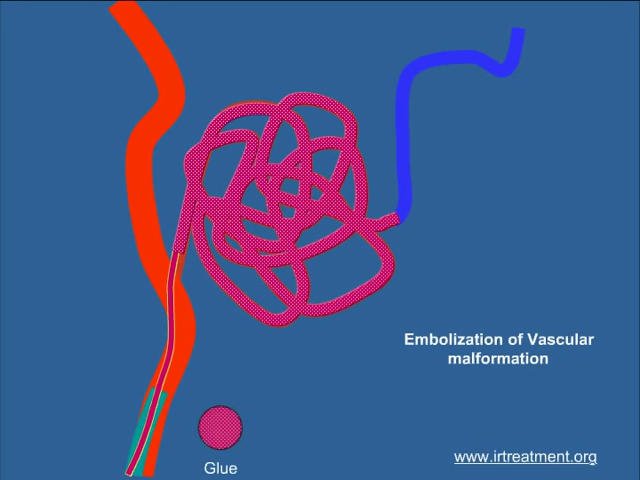 Embolization of Vascular
malformation
www.irtreatment.org
Glue